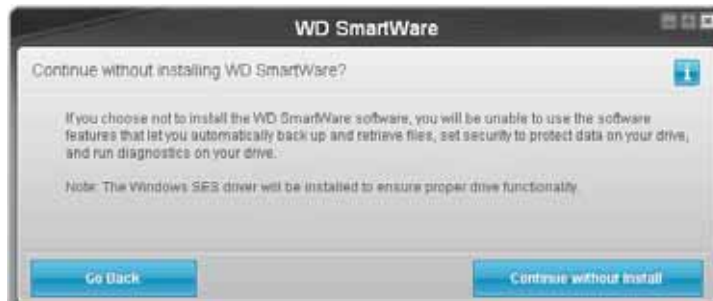 WD SmartWare
Continue without installing WD SmartWare?
If you choose not to install the WD SmartWare software, you will be unable to use the software
features that let you automatically back up and retrieve files, set security to protect data on your drive,
and run diagnostics on your drive.
Note: The Windows SES driver will be installed to ensure proper drive functionality.
Go Back
Continue without Install